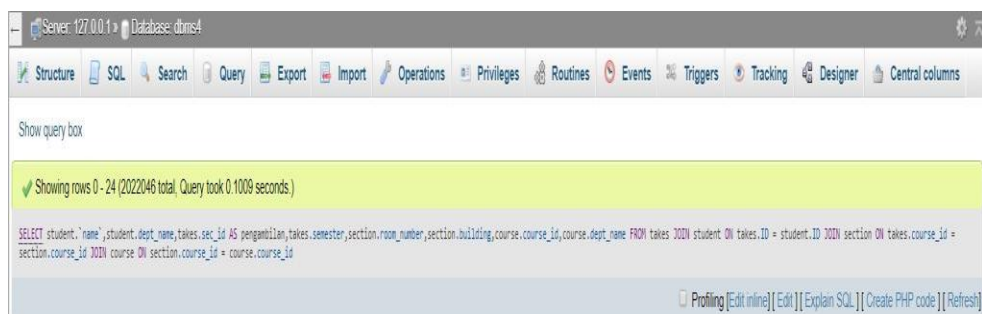 Server: 127.0.0.1 » Database: dbms4
Structure SQL Search Query Export Import Operations Privileges Routines Events Triggers Tracking Designer Central columns
Show query box
Showing rows 0 - 24 (2022046 total, Query took 0.1009 seconds.)
SELECT student.`name`,student.dept_name,takes.sec_id AS pengambilan,takes.semester,section.room_number,section.building,course.course_id,course.dept_name FROM takes JOIN student ON takes.ID = student.ID JOIN section ON takes.course_id =
section.course_id JOIN course ON section.course_id = course.course_id
Profiling [Edit inline] [ Edit ] [ Explain SQL ] [ Create PHP code ] [ Refresh]